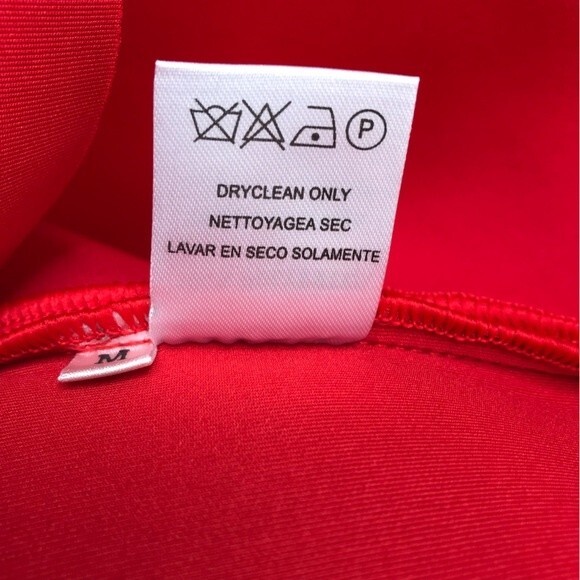 P
DRYCLEAN ONLY
NETTOYAGEA SEC
LAVAR EN SECO SOLAMENTE
M